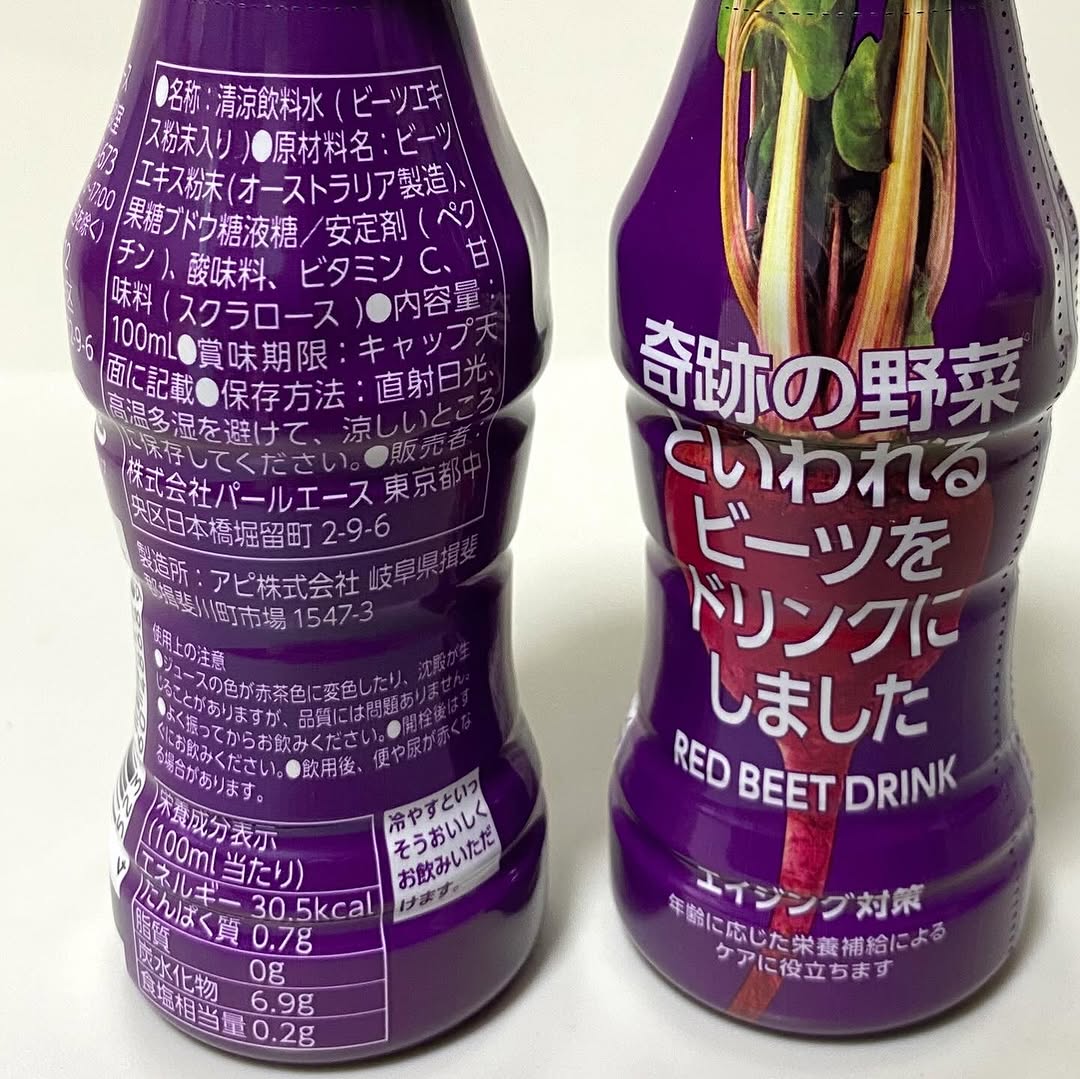 ●名称：清涼飲料水(ビーツエキ
ス粉末入り)●原材料名：ビーツ
エキス粉末(オーストラリア製造)、
果糖ブドウ糖液糖／安定剤(ペク
チン)、酸味料、ビタミンC、甘
味料(スクラロース)●内容量：
100mL●賞味期限：キャップ天
面に記載●保存方法：直射日光、
高温多湿を避けて、涼しいところ
に保存してください。●販売者：
株式会社パールエース 東京都中
央区日本橋堀留町 2-9-6
製造所：アピ株式会社 岐阜県揖斐
郡揖斐川町市場 1547-3
使用上の注意
●ジュースの色が赤茶色に変色したり、沈殿が生
じることがありますが、品質には問題ありません。
●よく振ってからお飲みください。●開栓後はす
ぐにお飲みください。●飲用後、便や尿が赤くな
る場合があります。
栄養成分表示
(100ml 当たり)
エネルギー 30.5kcal
たんぱく質 0.7g
脂質 0g
炭水化物 6.9g
食塩相当量 0.2g
冷やすといっ
そうおいしく
お飲みいただ
けます。
-673
~17:00
2-9-6
奇跡の野菜
といわれる
ビーツを
ドリンクに
しました
RED BEET DRINK
エイジング対策
年齢に応じた栄養補給による
ケアに役立ちます